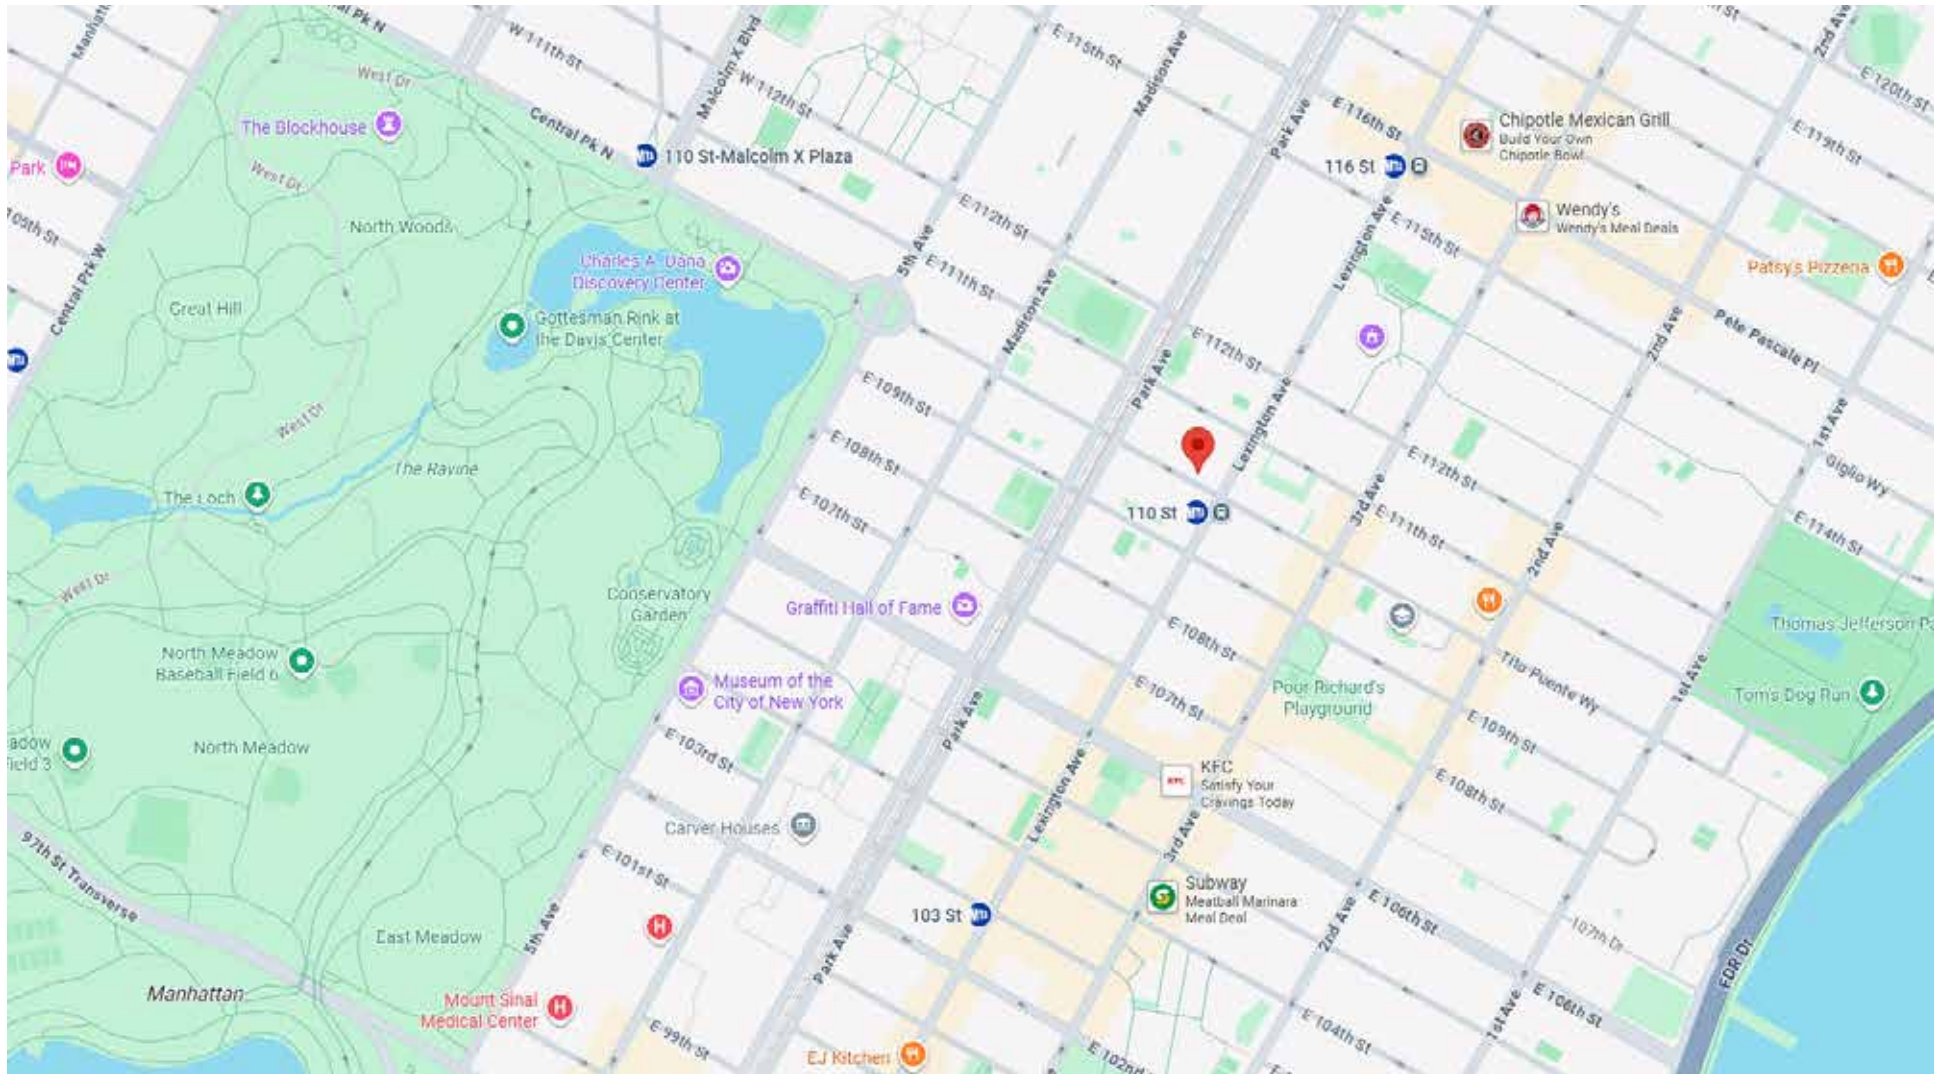 Central Pk N
West Dr
W 111th St
Malcolm X Blvd
W 112th St
E 115th St
Madison Ave
Park Ave
E 116th St
2nd Ave
E 120th St
E 119th St
Chipotle Mexican Grill
Build Your Own
Chipotle Bowl
The Blockhouse
Central Pk N
110 St-Malcolm X Plaza
116 St
Park
West Dr
North Woods
105th St
E 112th St
Lexington Ave
E 115th St
Wendy's
Wendy's Meal Deals
Patsy's Pizzeria
Central Prk W
Great Hill
Charles A. Dana
Discovery Center
5th Ave
E 111th St
Madison Ave
Gottesman Rink at
the Davis Center
E 112th St
2nd Ave
Pete Pascale Pl
Park Ave
E 109th St
West Dr
The Ravine
E 108th St
Lexington Ave
E 112th St
1st Ave
Giglio Wy
The Loch
E 107th St
110 St
3rd Ave
E 111th St
2nd Ave
E 114th St
West Dr
Conservatory
Garden
Graffiti Hall of Fame
E 108th St
Tito Puente Wy
Thomas Jefferson Pa
North Meadow
Baseball Field 6
Museum of the
City of New York
E 107th St
Poor Richard's
Playground
1st Ave
Tom's Dog Run
Park Ave
E 109th St
adow
Field 3
North Meadow
E 103rd St
KFC
Satisfy Your
Cravings Today
E 108th St
Lexington Ave
Carver Houses
3rd Ave
97th St Transverse
E 101st St
Subway
Meatball Marinara
Meal Deal
103 St
E 106th St
2nd Ave
107th Dr
5th Ave
East Meadow
Park Ave
FDR Dr
Manhattan
Mount Sinai
Medical Center
E 99th St
EJ Kitchen
E 102nd St
E 104th St
1st Ave
E 106th St